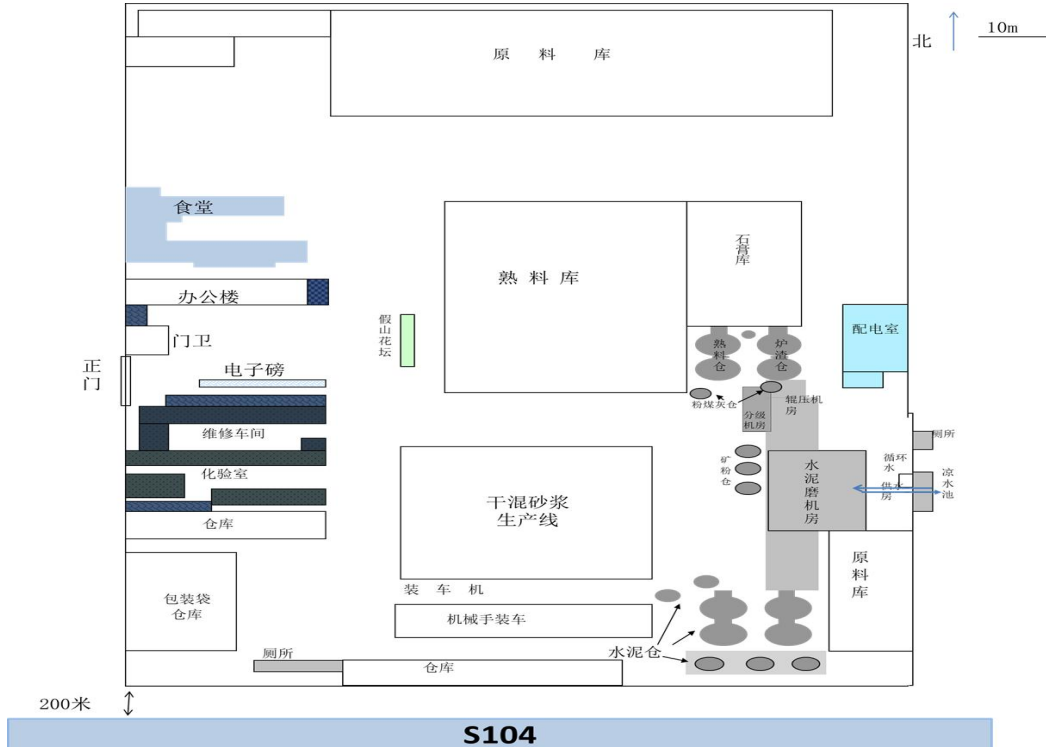 原 料 库
北
10m
食堂
石膏库
熟 料 库
办公楼
假山花坛
配电室
门卫
熟料仓
炉渣仓
正门
电子磅
粉煤灰仓
辊压机房
分级机房
维修车间
厕所
化验室
矿粉仓
水泥磨机房
循环水
供水房
凉水池
干混砂浆
生产线
仓库
原料库
包装袋
仓库
装 车 机
机械手装车
水泥仓
厕所
仓库
200米
S104